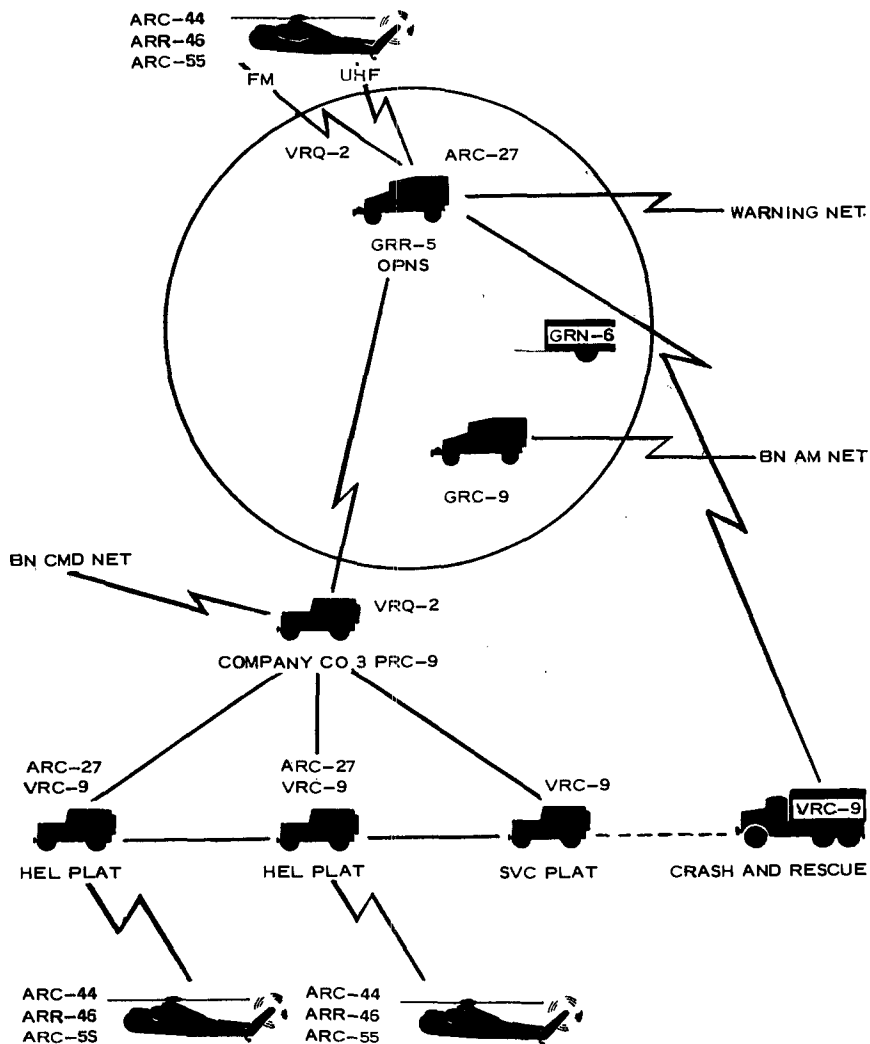 ARC-44
ARR-46
ARC-55
FM
UHF
VRQ-2
ARC-27
WARNING NET
GRR-5
OPNS
GRN-6
BN AM NET
GRC-9
BN CMD NET
VRQ-2
COMPANY CO 3 PRC-9
ARC-27
VRC-9
ARC-27
VRC-9
VRC-9
VRC-9
HEL PLAT
HEL PLAT
SVC PLAT
CRASH AND RESCUE
ARC-44
ARR-46
ARC-5S
ARC-44
ARR-46
ARC-55